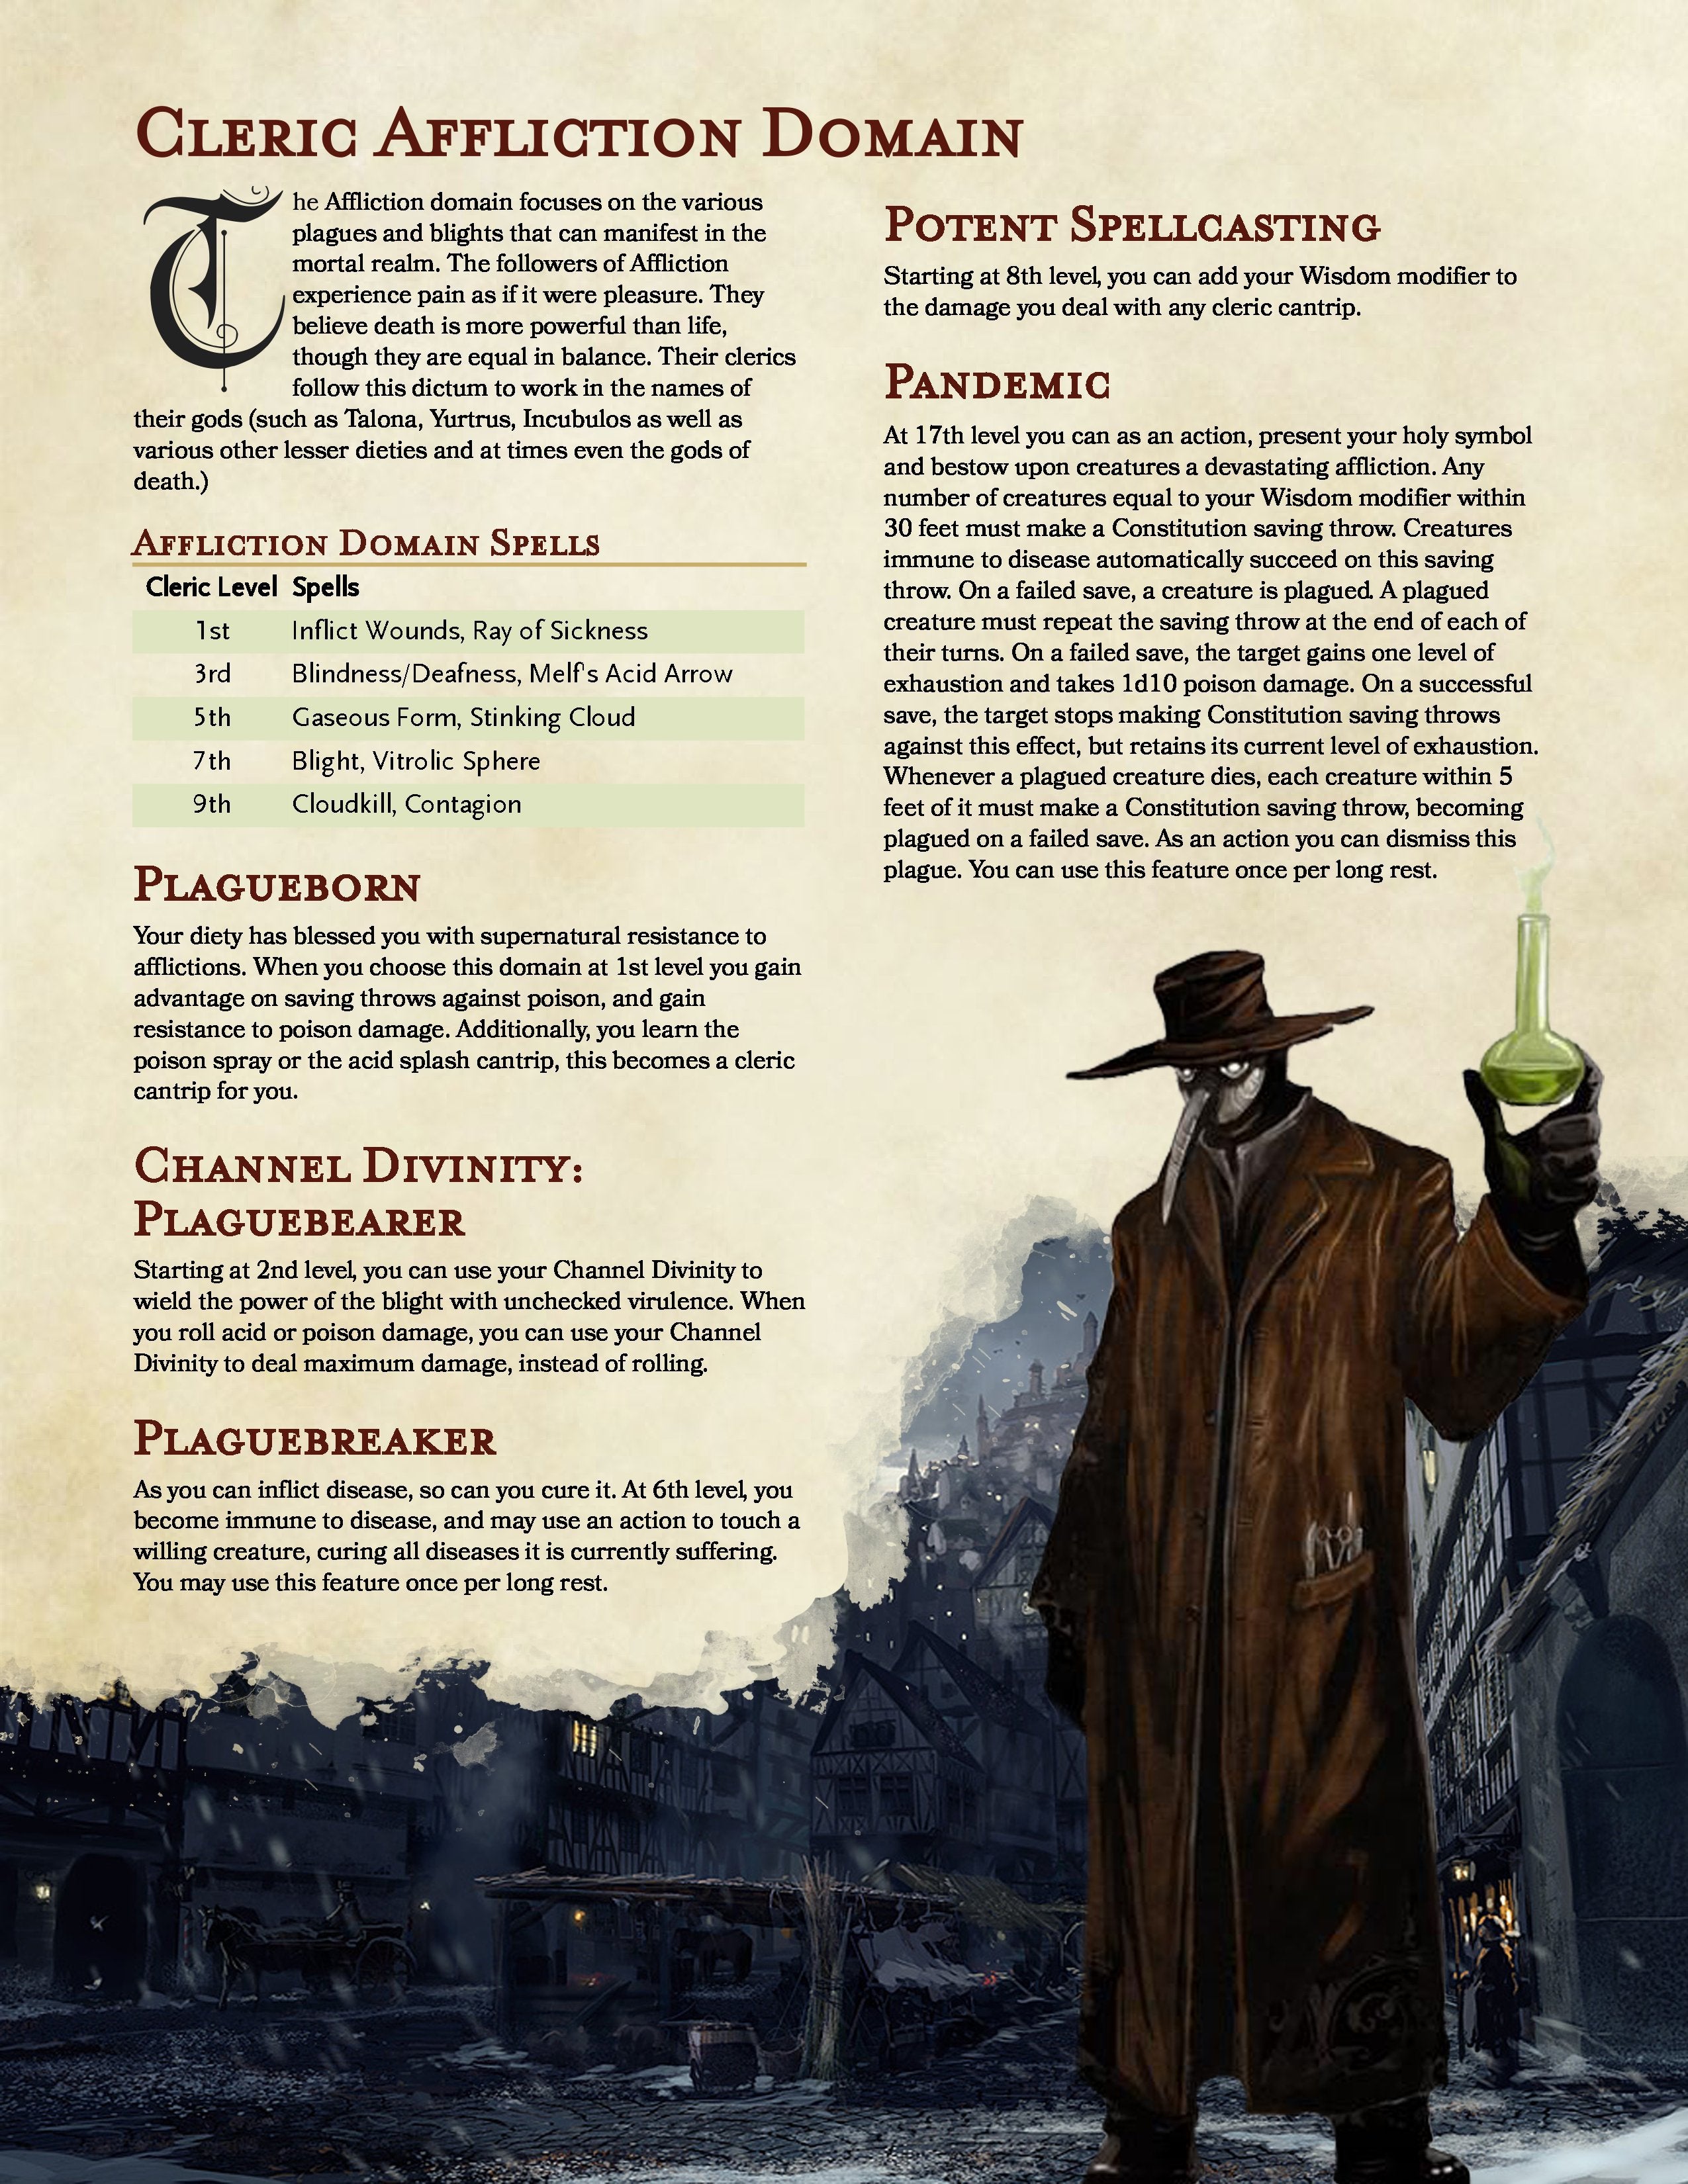 Cleric Affliction Domain
The Affliction domain focuses on the various
plagues and blights that can manifest in the
mortal realm. The followers of Affliction
experience pain as if it were pleasure. They
believe death is more powerful than life,
though they are equal in balance. Their clerics
follow this dictum to work in the names of
their gods (such as Talona, Yurtrus, Incubulos as well as
various other lesser dieties and at times even the gods of
death.)
Affliction Domain Spells
Cleric Level Spells
1st Inflict Wounds, Ray of Sickness
3rd Blindness/Deafness, Melf's Acid Arrow
5th Gaseous Form, Stinking Cloud
7th Blight, Vitrolic Sphere
9th Cloudkill, Contagion
Plagueborn
Your diety has blessed you with supernatural resistance to
afflictions. When you choose this domain at 1st level you gain
advantage on saving throws against poison, and gain
resistance to poison damage. Additionally, you learn the
poison spray or the acid splash cantrip, this becomes a cleric
cantrip for you.
Channel Divinity:
Plaguebearer
Starting at 2nd level, you can use your Channel Divinity to
wield the power of the blight with unchecked virulence. When
you roll acid or poison damage, you can use your Channel
Divinity to deal maximum damage, instead of rolling.
Plaguebreaker
As you can inflict disease, so can you cure it. At 6th level, you
become immune to disease, and may use an action to touch a
willing creature, curing all diseases it is currently suffering.
You may use this feature once per long rest.
Potent Spellcasting
Starting at 8th level, you can add your Wisdom modifier to
the damage you deal with any cleric cantrip.
Pandemic
At 17th level you can as an action, present your holy symbol
and bestow upon creatures a devastating affliction. Any
number of creatures equal to your Wisdom modifier within
30 feet must make a Constitution saving throw. Creatures
immune to disease automatically succeed on this saving
throw. On a failed save, a creature is plagued. A plagued
creature must repeat the saving throw at the end of each of
their turns. On a failed save, the target gains one level of
exhaustion and takes 1d10 poison damage. On a successful
save, the target stops making Constitution saving throws
against this effect, but retains its current level of exhaustion.
Whenever a plagued creature dies, each creature within 5
feet of it must make a Constitution saving throw, becoming
plagued on a failed save. As an action you can dismiss this
plague. You can use this feature once per long rest.